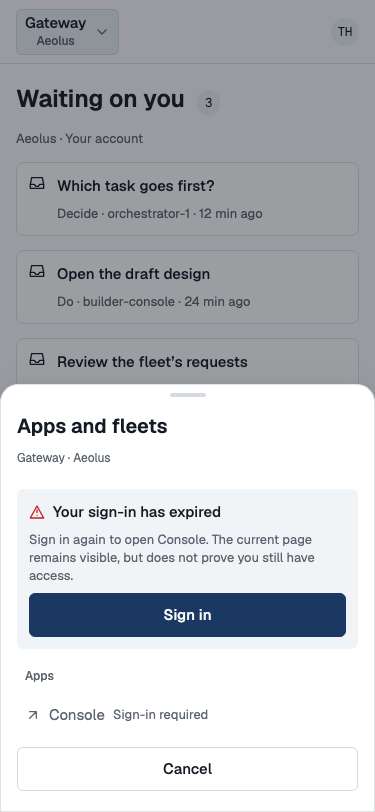 Gateway
Aeolus
TH
Waiting on you 3
Aeolus · Your account
Which task goes first?
Decide · orchestrator-1 · 12 min ago
Open the draft design
Do · builder-console · 24 min ago
Review the fleet's requests
Apps and fleets
Gateway · Aeolus
Your sign-in has expired
Sign in again to open Console. The current page
remains visible, but does not prove you still have
access.
Sign in
Apps
Console Sign-in required
Cancel